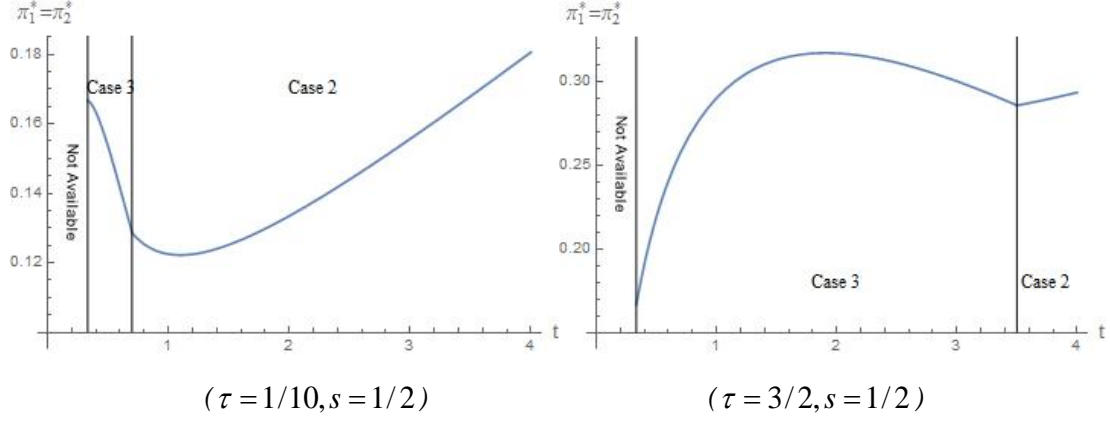 π₁*=π₂*
0.18
0.16
0.14
0.12
Not Available
Case 3
Case 2
1
2
3
4
t
(τ = 1/10, s = 1/2)
π₁*=π₂*
0.30
0.25
0.20
Not Available
Case 3
Case 2
1
2
3
4
t
(τ = 3/2, s = 1/2)